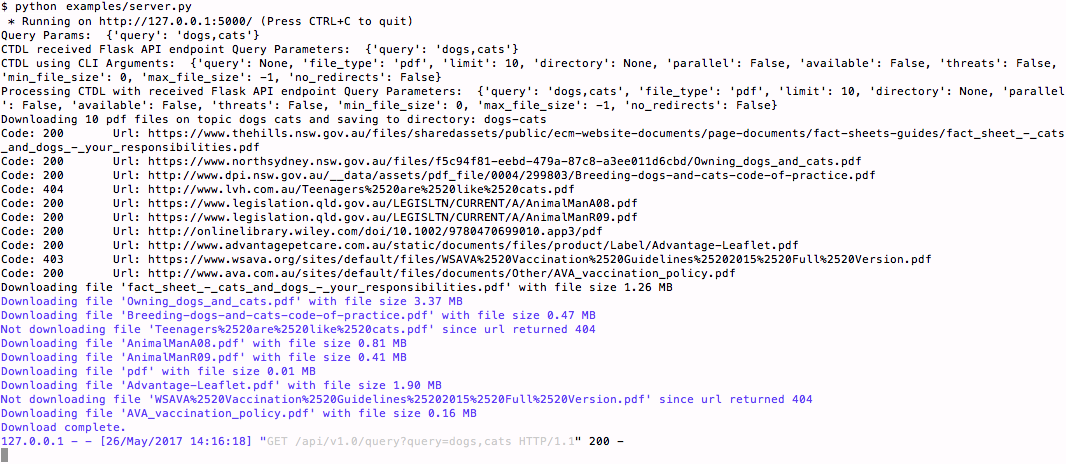 $ python examples/server.py
 * Running on http://127.0.0.1:5000/ (Press CTRL+C to quit)
Query Params:  {'query': 'dogs,cats'}
CTDL received Flask API endpoint Query Parameters:  {'query': 'dogs,cats'}
CTDL using CLI Arguments:  {'query': None, 'file_type': 'pdf', 'limit': 10, 'directory': None, 'parallel': False, 'available': False, 'threats': False,
'min_file_size': 0, 'max_file_size': -1, 'no_redirects': False}
Processing CTDL with received Flask API endpoint Query Parameters:  {'query': 'dogs,cats', 'file_type': 'pdf', 'limit': 10, 'directory': None, 'parallel
': False, 'available': False, 'threats': False, 'min_file_size': 0, 'max_file_size': -1, 'no_redirects': False}
Downloading 10 pdf files on topic dogs cats and saving to directory: dogs-cats
Code: 200       Url: https://www.thehills.nsw.gov.au/files/sharedassets/public/ecm-website-documents/page-documents/fact-sheets-guides/fact_sheet_-_cats
_and_dogs_-_your_responsibilities.pdf
Code: 200       Url: https://www.northsydney.nsw.gov.au/files/f5c94f81-eebd-479a-87c8-a3ee011d6cbd/Owning_dogs_and_cats.pdf
Code: 200       Url: http://www.dpi.nsw.gov.au/__data/assets/pdf_file/0004/299803/Breeding-dogs-and-cats-code-of-practice.pdf
Code: 404       Url: http://www.lvh.com.au/Teenagers%2520are%2520like%2520cats.pdf
Code: 200       Url: https://www.legislation.qld.gov.au/LEGISLTN/CURRENT/A/AnimalManA08.pdf
Code: 200       Url: https://www.legislation.qld.gov.au/LEGISLTN/CURRENT/A/AnimalManR09.pdf
Code: 200       Url: http://onlinelibrary.wiley.com/doi/10.1002/9780470699010.app3/pdf
Code: 200       Url: http://www.advantagepetcare.com.au/static/documents/files/product/Label/Advantage-Leaflet.pdf
Code: 403       Url: http://www.wsava.org/sites/default/files/WSAVA%2520Vaccination%2520Guidelines%25202015%2520Full%2520Version.pdf
Code: 200       Url: http://www.ava.com.au/sites/default/files/documents/Other/AVA_vaccination_policy.pdf
Downloading file 'fact_sheet_-_cats_and_dogs_-_your_responsibilities.pdf' with file size 1.26 MB
Downloading file 'Owning_dogs_and_cats.pdf' with file size 3.37 MB
Downloading file 'Breeding-dogs-and-cats-code-of-practice.pdf' with file size 0.47 MB
Not downloading file 'Teenagers%2520are%2520like%2520cats.pdf' since url returned 404
Downloading file 'AnimalManA08.pdf' with file size 0.81 MB
Downloading file 'AnimalManR09.pdf' with file size 0.41 MB
Downloading file 'pdf' with file size 0.01 MB
Downloading file 'Advantage-Leaflet.pdf' with file size 1.90 MB
Not downloading file 'WSAVA%2520Vaccination%2520Guidelines%25202015%2520Full%2520Version.pdf' since url returned 404
Downloading file 'AVA_vaccination_policy.pdf' with file size 0.16 MB
Download complete.
127.0.0.1 - - [26/May/2017 14:16:18] "GET /api/v1.0/query?query=dogs,cats HTTP/1.1" 200 -